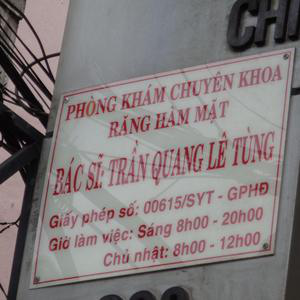 CHI
PHÒNG KHÁM CHUYÊN KHOA
RĂNG HÀM MẶT
BÁC SĨ: TRẦN QUANG LÊ TÙNG
Giấy phép số: 00615/SYT - GPHĐ
Giờ làm việc: Sáng 8h00 - 20h00
Chủ nhật: 8h00 - 12h00